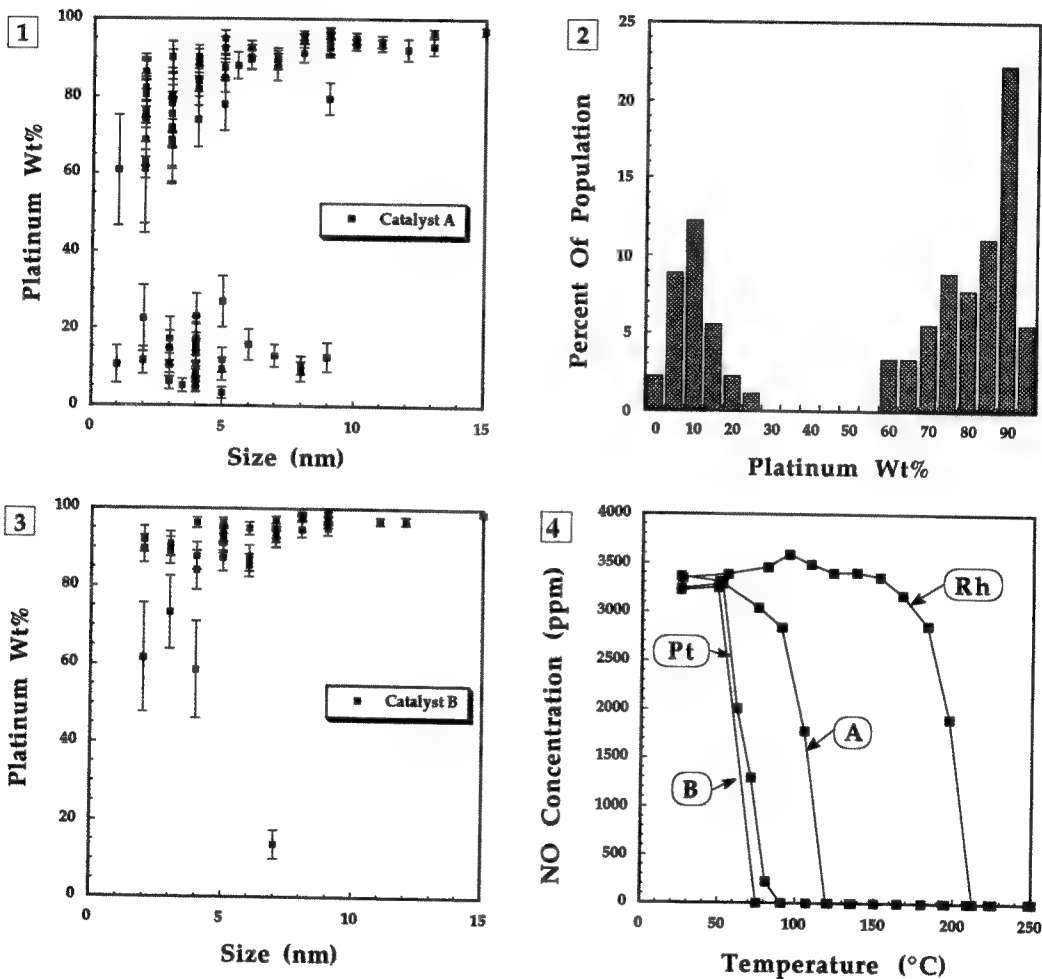 1
Platinum Wt%
100
80
60
40
20
0
0 5 10 15
Size (nm)
Catalyst A
2
Percent Of Population
25
20
15
10
5
0
0 10 20 30 40 50 60 70 80 90
Platinum Wt%
3
Platinum Wt%
100
80
60
40
20
0
0 5 10 15
Size (nm)
Catalyst B
4
NO Concentration (ppm)
4000
3500
3000
2500
2000
1500
1000
500
0
0 50 100 150 200 250
Temperature (°C)
Rh
Pt
A
B